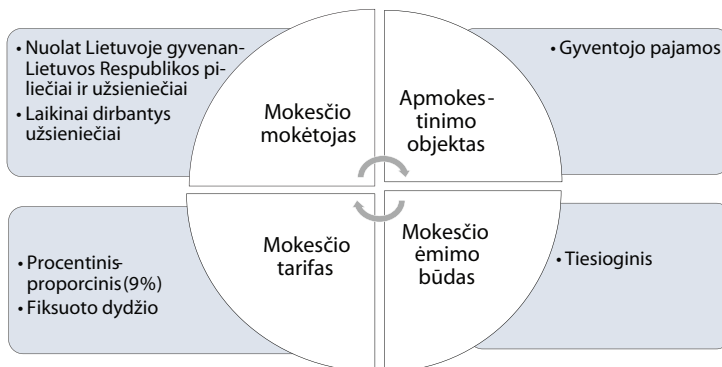 • Nuolat Lietuvoje gyvenan-
Lietuvos Respublikos pi-
liečiai ir užsieniečiai
• Laikinai dirbantys
užsieniečiai
Mokesčio
mokėtojas
Apmokes-
tinimo
objektas
• Gyventojo pajamos
• Procentinis-
proporcinis (9%)
• Fiksuoto dydžio
Mokesčio
tarifas
Mokesčio
ėmimo
būdas
• Tiesioginis